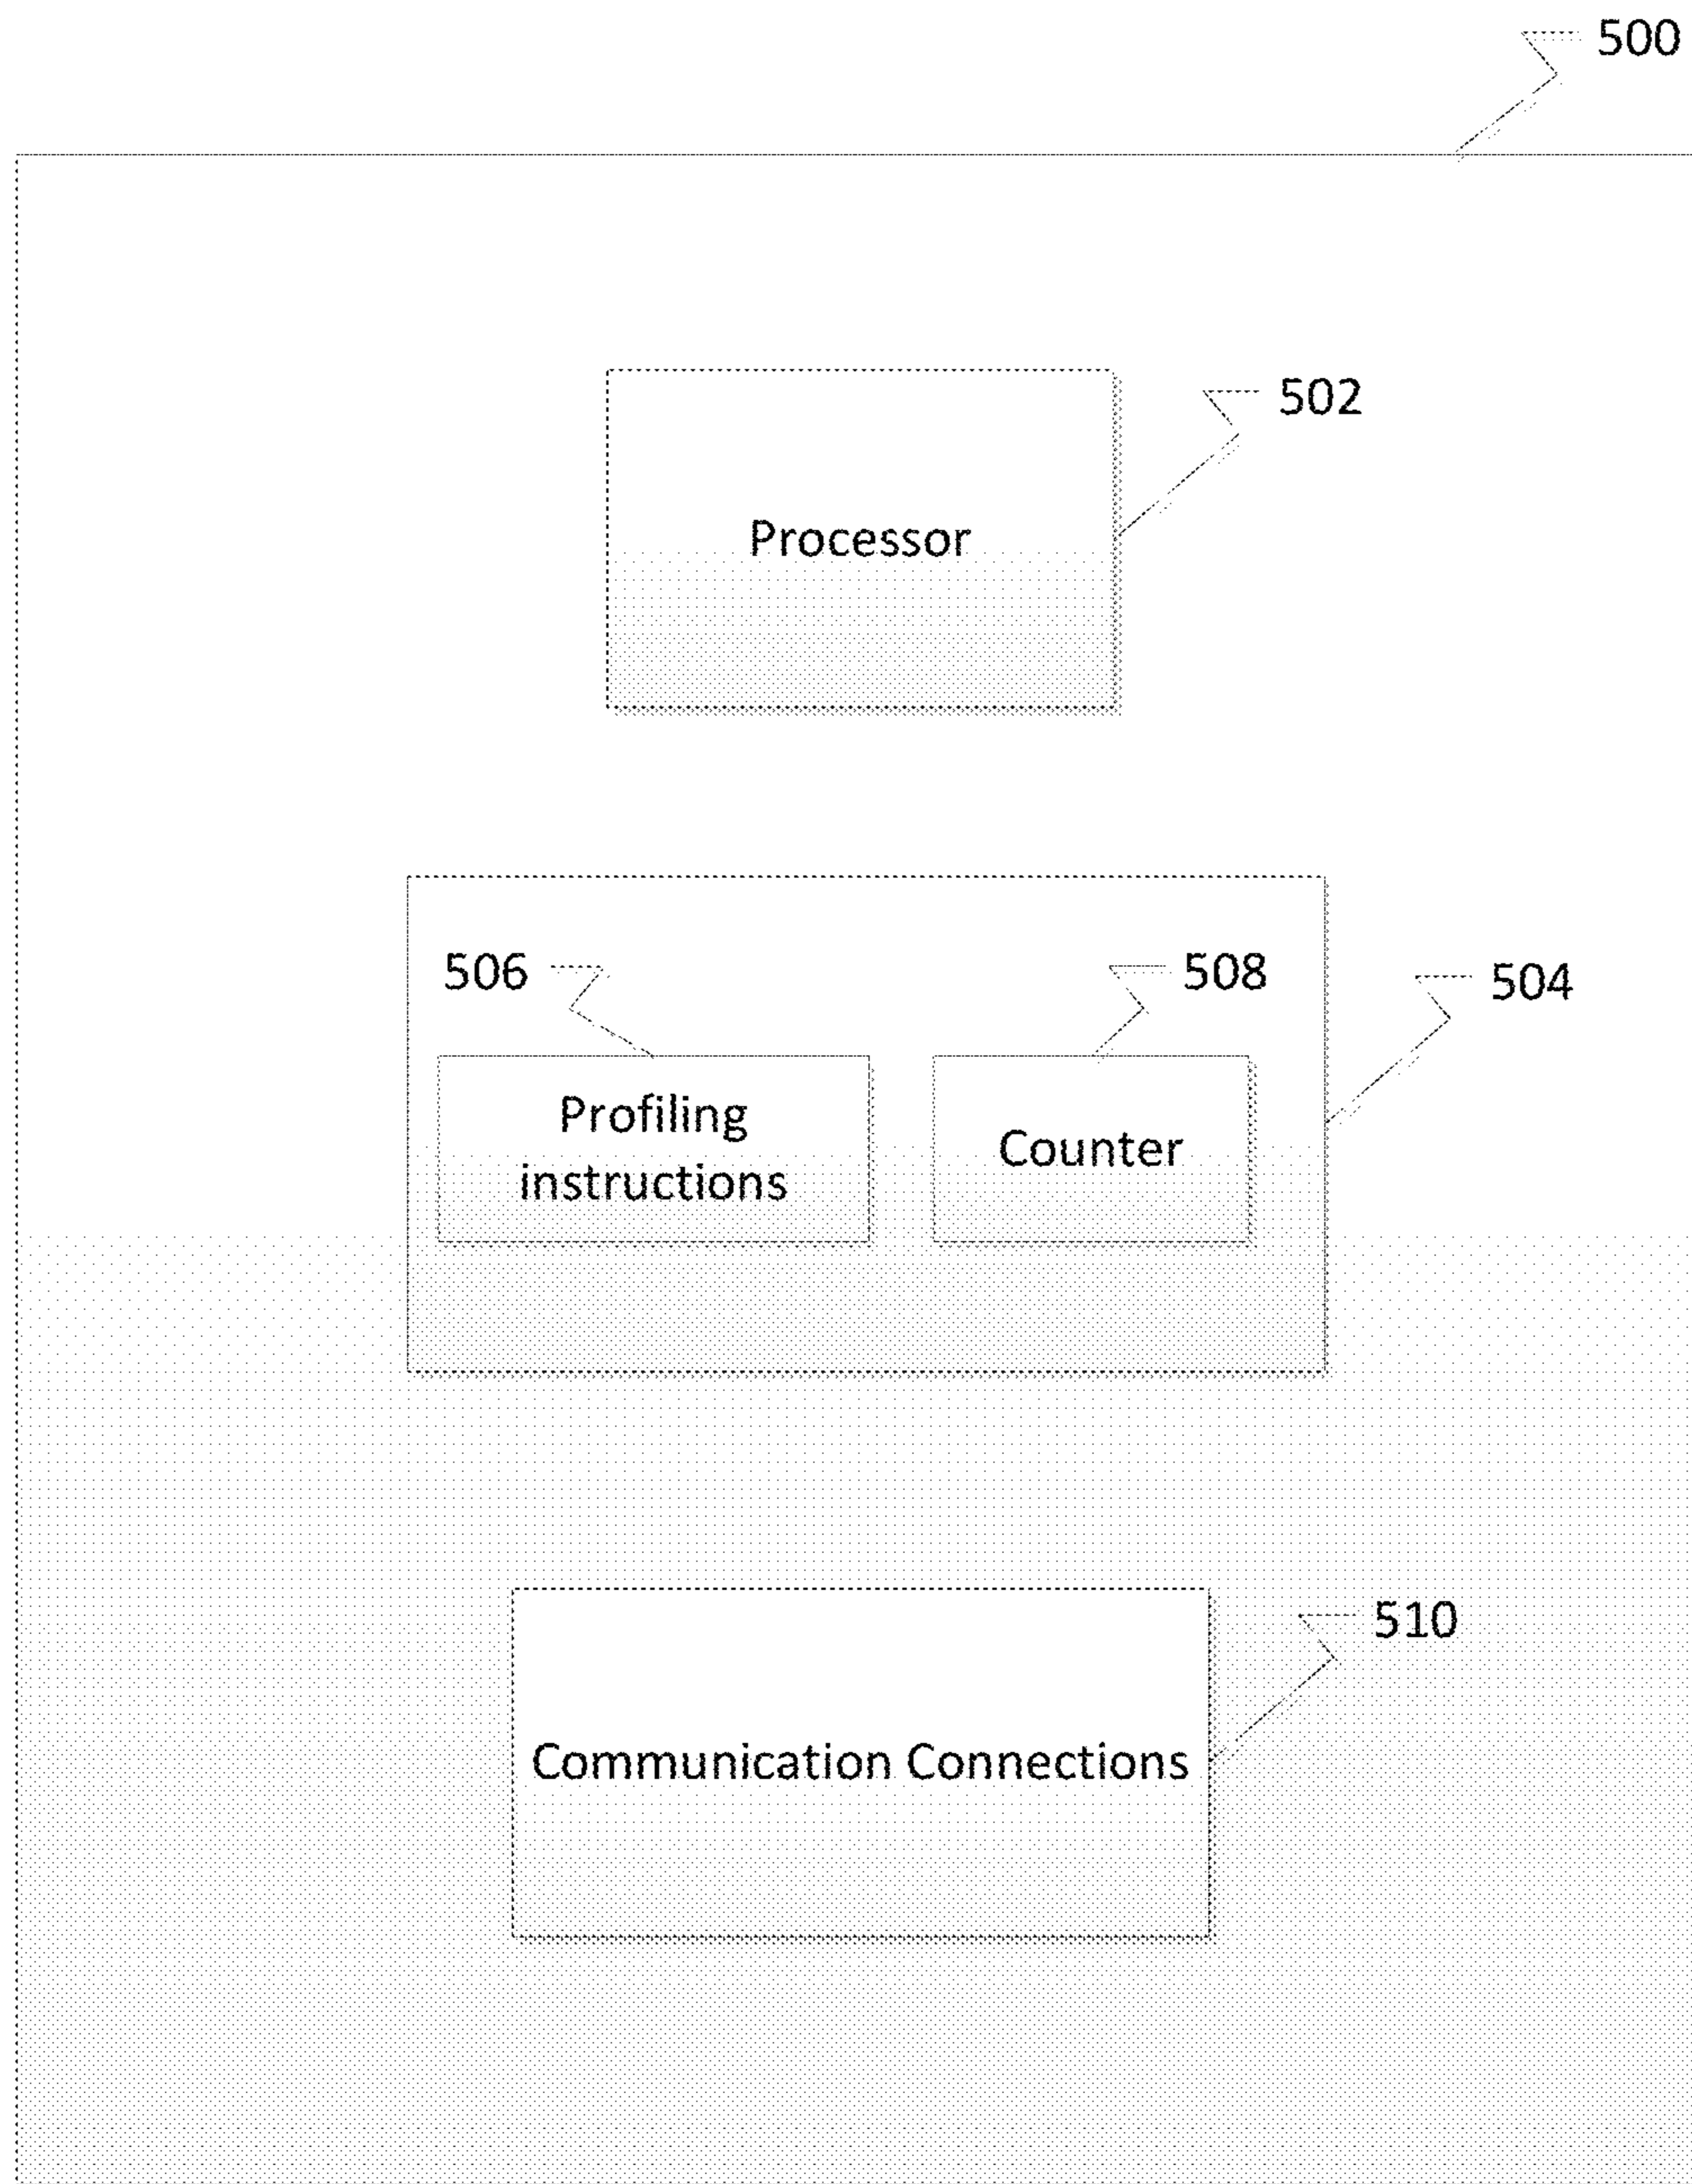 500
502
Processor
506
508
504
Profiling
instructions
Counter
510
Communication Connections